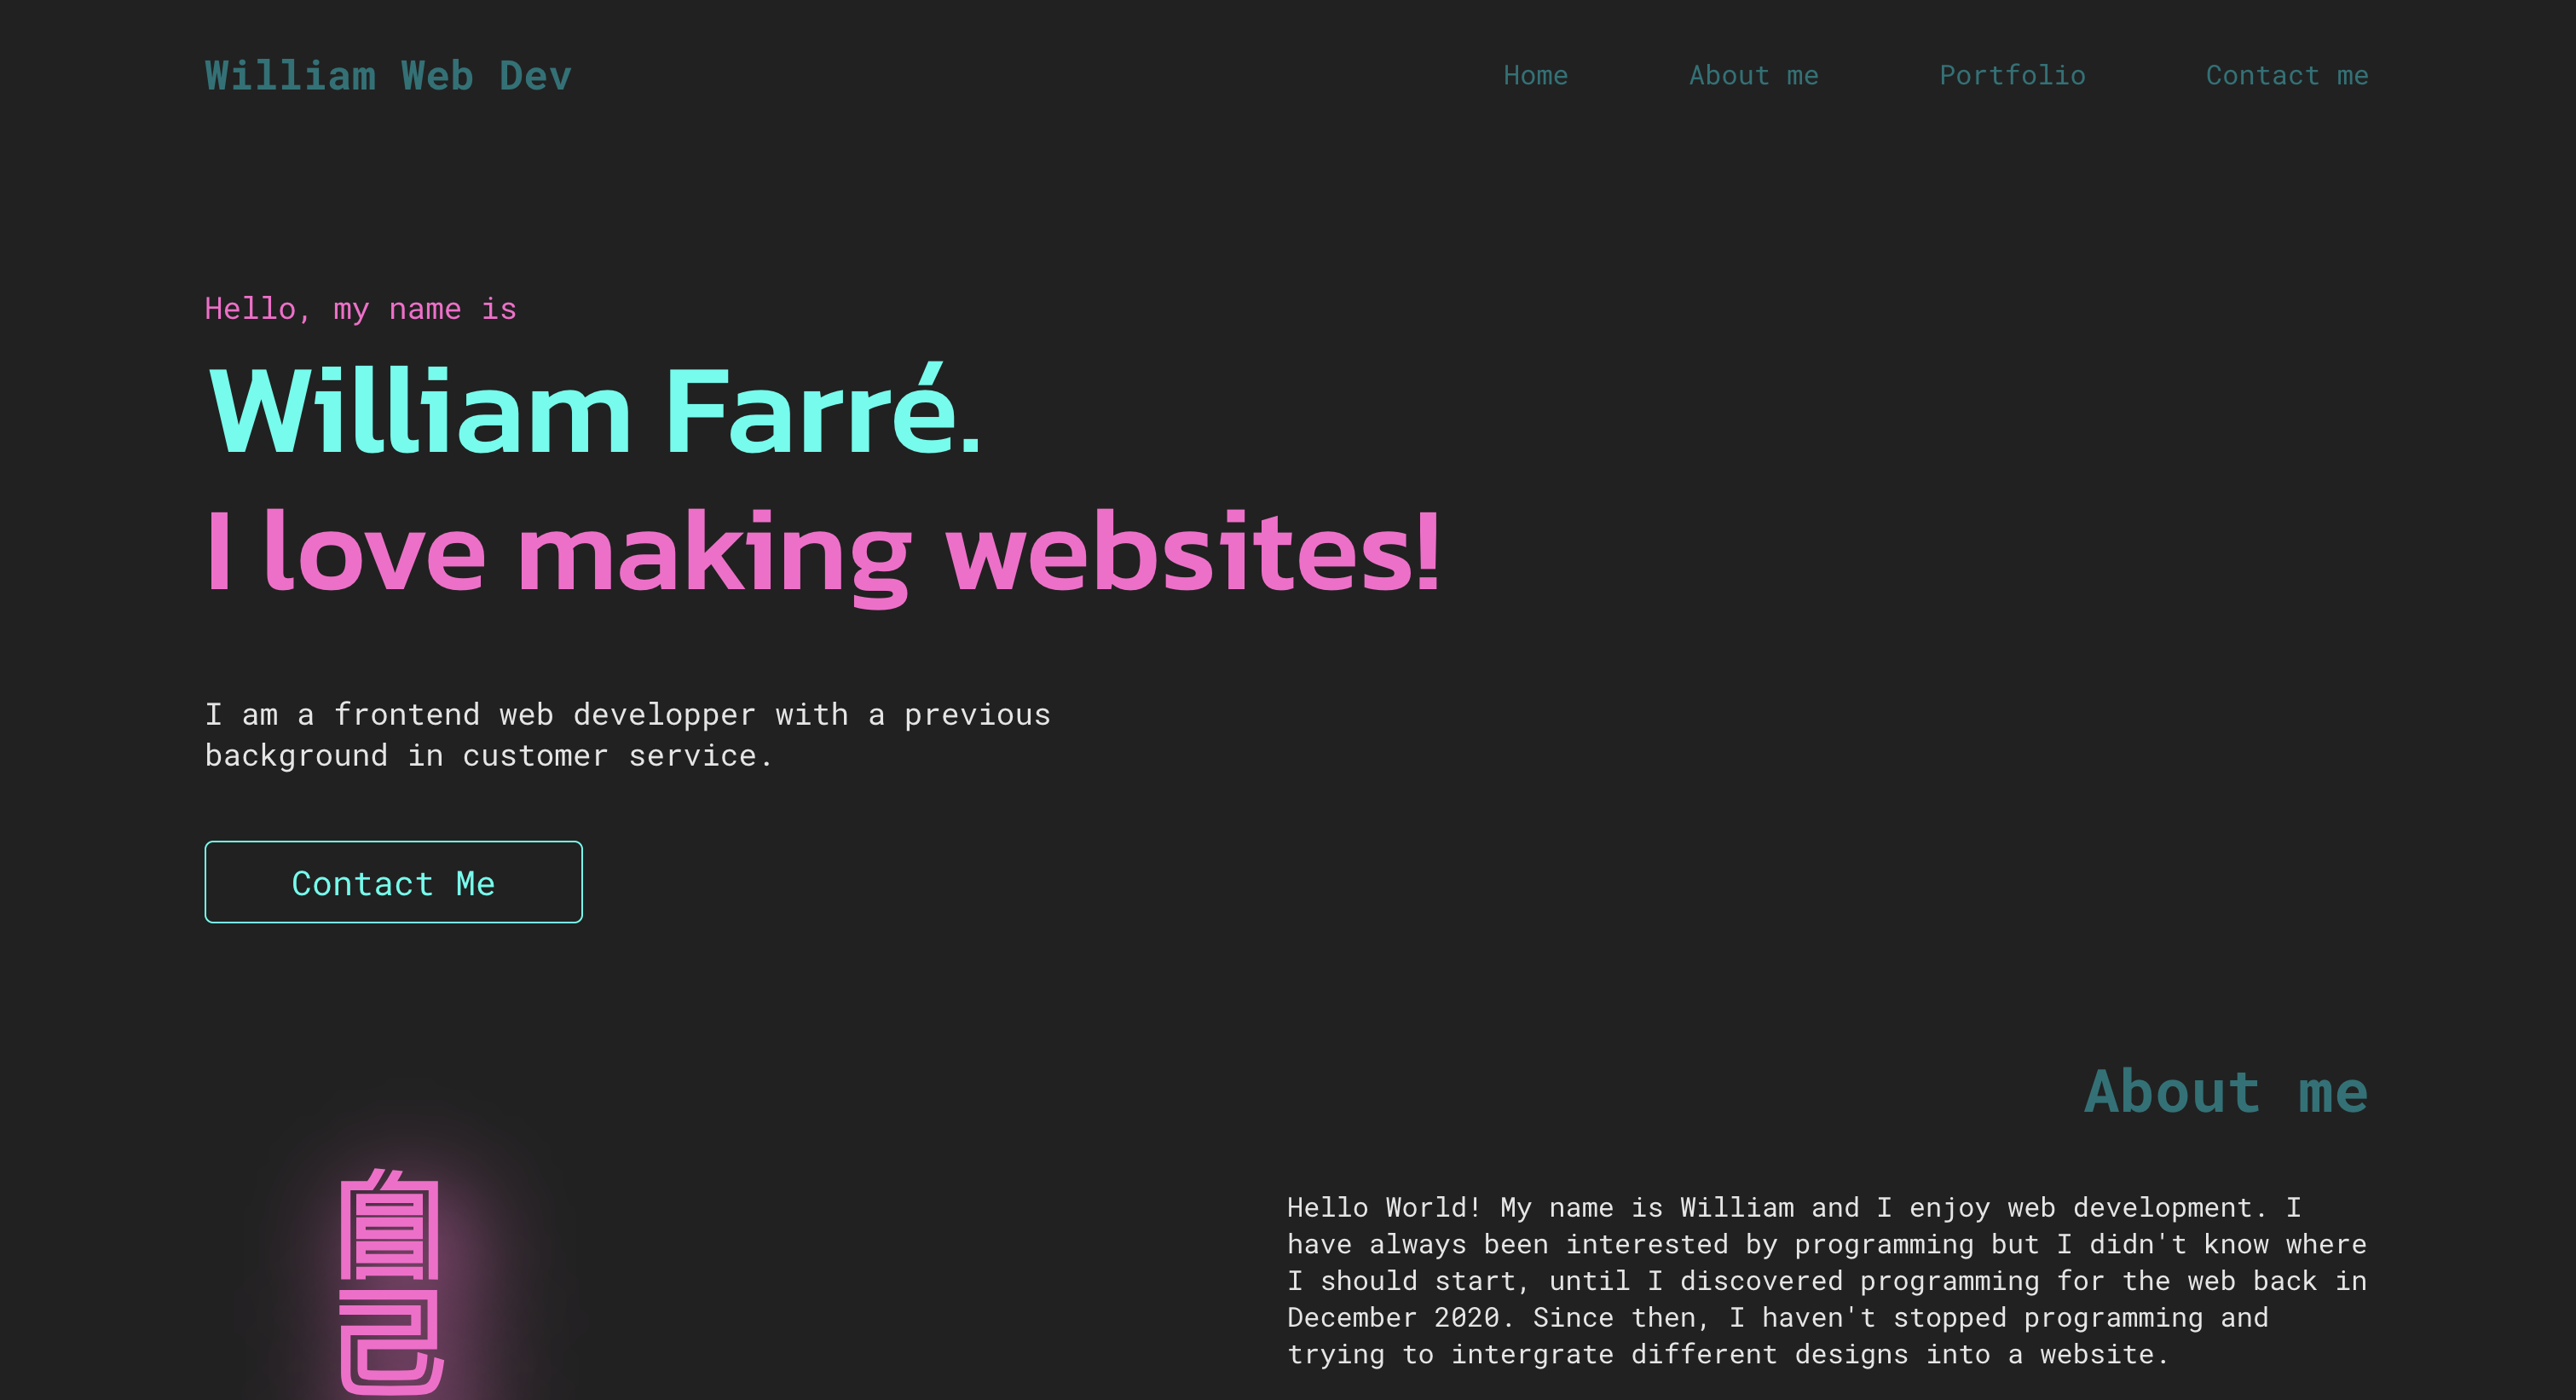 William Web Dev
Home
About me
Portfolio
Contact me
Hello, my name is
William Farré.
I love making websites!
I am a frontend web developper with a previous
background in customer service.
Contact Me
About me
自己
Hello World! My name is William and I enjoy web development. I
have always been interested by programming but I didn't know where
I should start, until I discovered programming for the web back in
December 2020. Since then, I haven't stopped programming and
trying to intergrate different designs into a website.